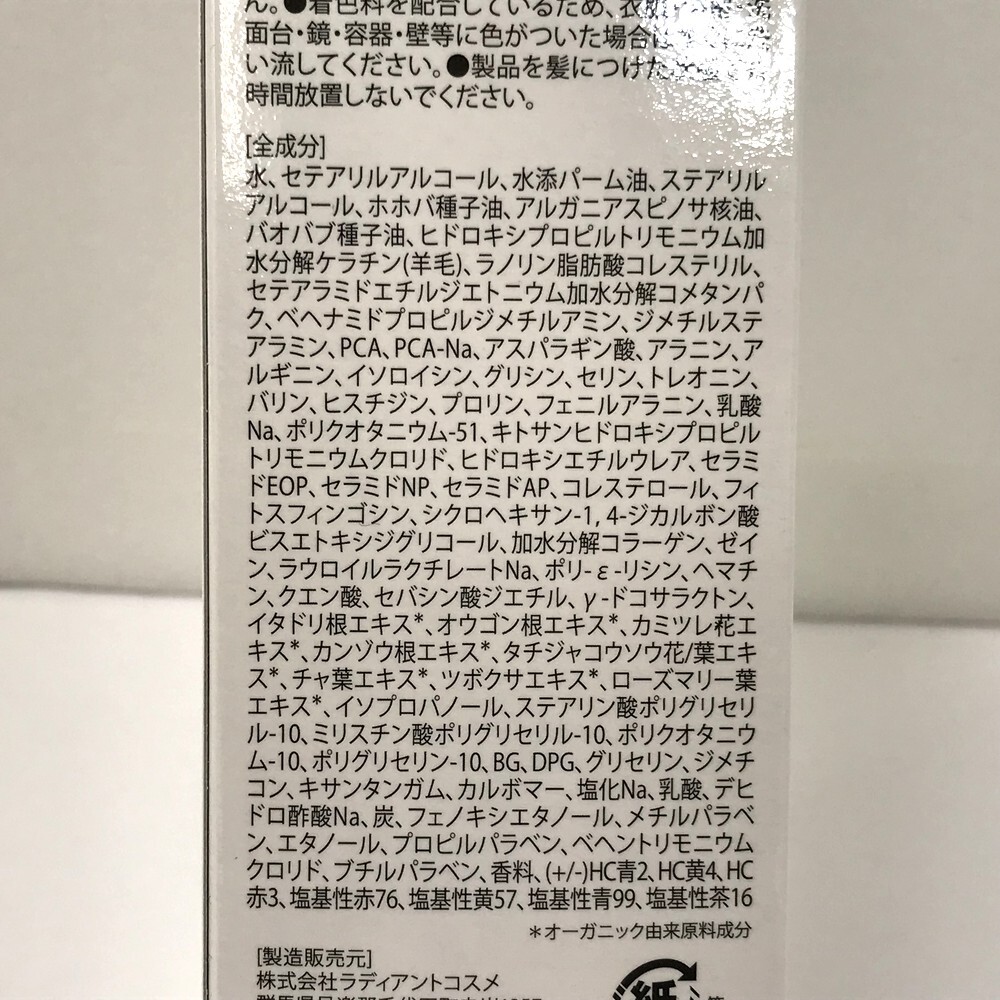 ん。●着色料を配合しているため、衣
面台・鏡・容器・壁等に色がついた場合は
い流してください。●製品を髪につけた
時間放置しないでください。
[全成分]
水、セテアリルアルコール、水添パーム油、ステアリル
アルコール、ホホバ種子油、アルガニアスピノサ核油、
バオバブ種子油、ヒドロキシプロピルトリモニウム加
水分解ケラチン(羊毛)、ラノリン脂肪酸コレステリル、
セテアラミドエチルジエトニウム加水分解コメタンパ
ク、ベヘナミドプロピルジメチルアミン、ジメチルステ
アラミン、PCA、PCA-Na、アスパラギン酸、アラニン、ア
ルギニン、イソロイシン、グリシン、セリン、トレオニン、
バリン、ヒスチジン、プロリン、フェニルアラニン、乳酸
Na、ポリクオタニウム-51、キトサンヒドロキシプロピル
トリモニウムクロリド、ヒドロキシエチルウレア、セラミ
ドEOP、セラミドNP、セラミドAP、コレステロール、フィ
トスフィンゴシン、シクロヘキサン-1, 4-ジカルボン酸
ビスエトキシジグリコール、加水分解コラーゲン、ゼイ
ン、ラウロイルラクチレートNa、ポリ-ε-リシン、ヘマチ
ン、クエン酸、セバシン酸ジエチル、γ-ドコサラクトン、
イタドリ根エキス*、オウゴン根エキス*、カミツレ花エ
キス*、カンゾウ根エキス*、タチジャコウソウ花/葉エキ
ス*、チャ葉エキス*、ツボクサエキス*、ローズマリー葉
エキス*、イソプロパノール、ステアリン酸ポリグリセリ
ル-10、ミリスチン酸ポリグリセリル-10、ポリクオタニウ
ム-10、ポリグリセリン-10、BG、DPG、グリセリン、ジメチ
コン、キサンタンガム、カルボマー、塩化Na、乳酸、デヒ
ドロ酢酸Na、炭、フェノキシエタノール、メチルパラベ
ン、エタノール、プロピルパラベン、ベヘントリモニウム
クロリド、ブチルパラベン、香料、(+/-)HC青2、HC黄4、HC
赤3、塩基性赤76、塩基性黄57、塩基性青99、塩基性茶16
*オーガニック由来原料成分
[製造販売元]
株式会社ラディアントコスメ
紙